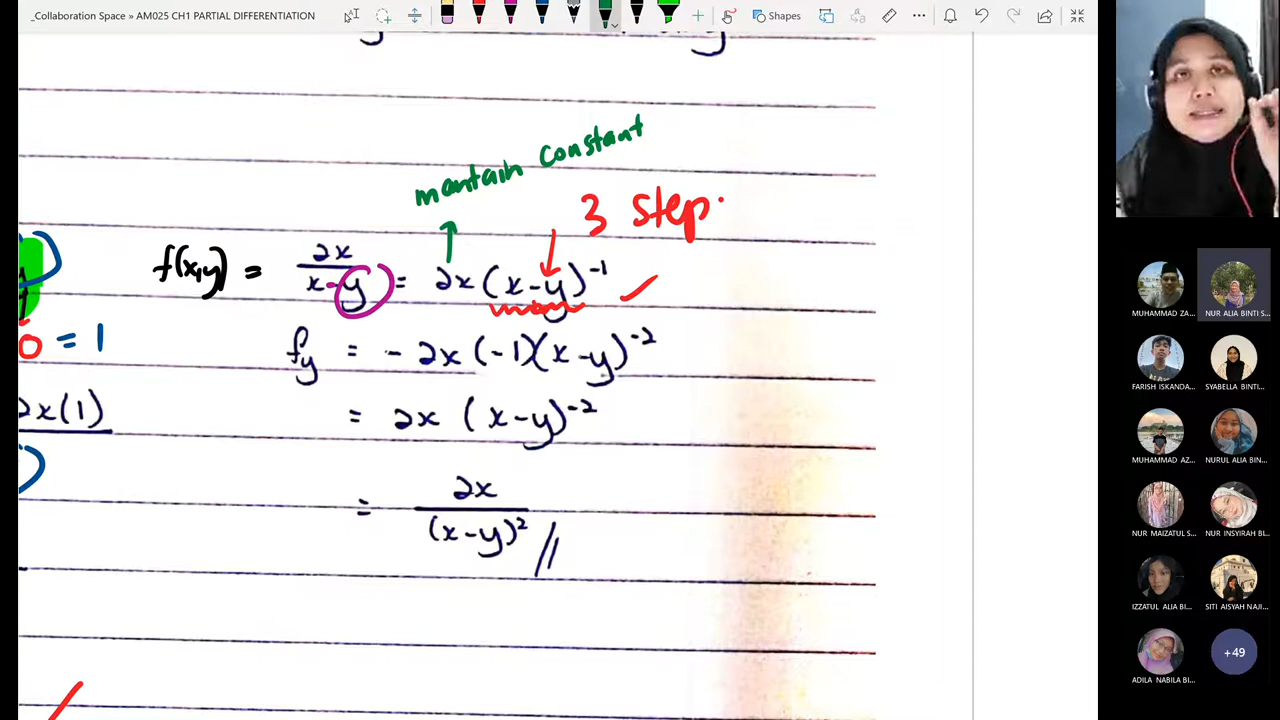 _Collaboration Space » AM025 CH1 PARTIAL DIFFERENTIATION
Shapes
maintain constant
3 step.
f(x,y) = 2x/(x-y) = 2x(x-y)^-1
0 = 1
fy = -2x(-1)(x-y)^-2
2x(1)
= 2x(x-y)^-2
= 2x/(x-y)^2 //
MUHAMMAD ZA...
NUR ALIA BINTI S...
FARISH ISKANDA...
SYABELLA BINTI...
MUHAMMAD AZ...
NURUL ALIA BIN...
NUR MAIZATUL S...
NUR INSYIRAH BI...
IZZATUL ALIA BI...
SITI AISYAH NAJI...
ADILA NABILA BI...
+49